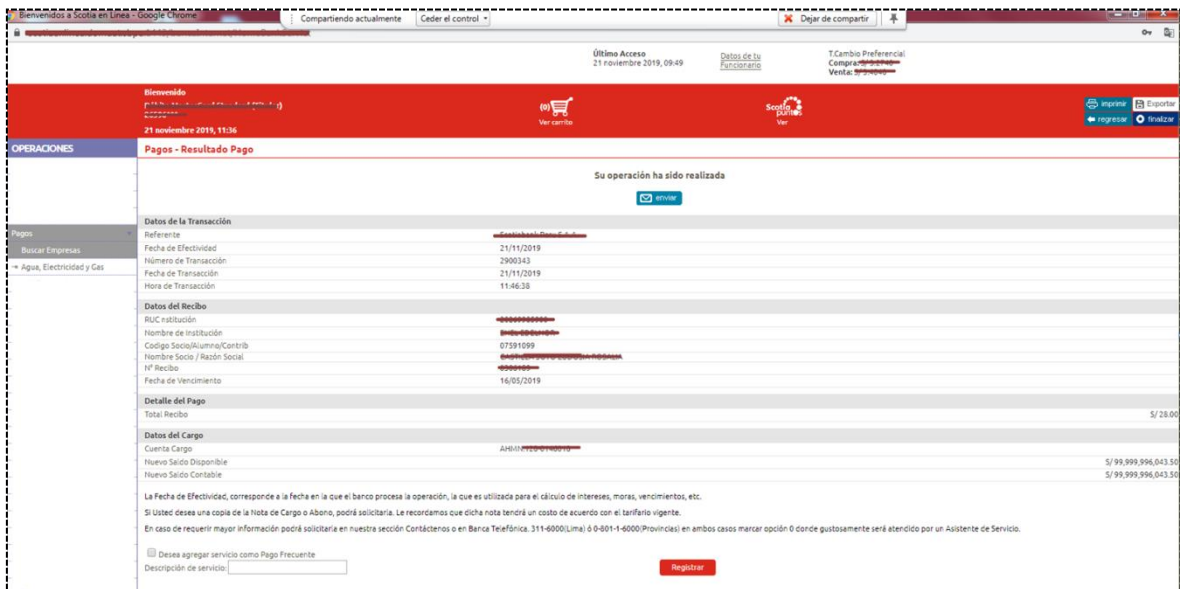 Bienvenidos a Scotia en Linea - Google Chrome
Compartiendo actualmente
Ceder el control
Dejar de compartir
Último Acceso
21 noviembre 2019, 09:49
Datos de tu
Funcionario
T.Cambio Preferencial
Compra:
Venta:
Bienvenido
21 noviembre 2019, 11:36
(0)
Ver carrito
Scotia
puntos
Ver
imprimir
Exportar
regresar
finalizar
OPERACIONES
Pagos - Resultado Pago
Su operación ha sido realizada
enviar
Pagos
Buscar Empresas
Agua, Electricidad y Gas
Datos de la Transacción
Referente
Fecha de Efectividad 21/11/2019
Número de Transacción 2900343
Fecha de Transacción 21/11/2019
Hora de Transacción 11:46:38
Datos del Recibo
RUC nstitución
Nombre de Institución
Codigo Socio/Alumno/Contrib 07591099
Nombre Socio / Razón Social
N° Recibo
Fecha de Vencimiento 16/05/2019
Detalle del Pago
Total Recibo S/ 28.00
Datos del Cargo
Cuenta Cargo
Nuevo Saldo Disponible S/ 99,999,996,043.50
Nuevo Saldo Contable S/ 99,999,996,043.50
La Fecha de Efectividad, corresponde a la fecha en la que el banco procesa la operación, la que es utilizada para el cálculo de intereses, moras, vencimientos, etc.
Si Usted desea una copia de la Nota de Cargo o Abono, podrá solicitarla. Le recordamos que dicha nota tendrá un costo de acuerdo con el tarifario vigente.
En caso de requerir mayor información podrá solicitarla en nuestra sección Contáctenos o en Banca Telefónica. 311-6000(Lima) ó 0-801-1-6000(Provincias) en ambos casos marcar opción 0 donde gustosamente será atendido por un Asistente de Servicio.
Desea agregar servicio como Pago Frecuente
Descripción de servicio:
Registrar